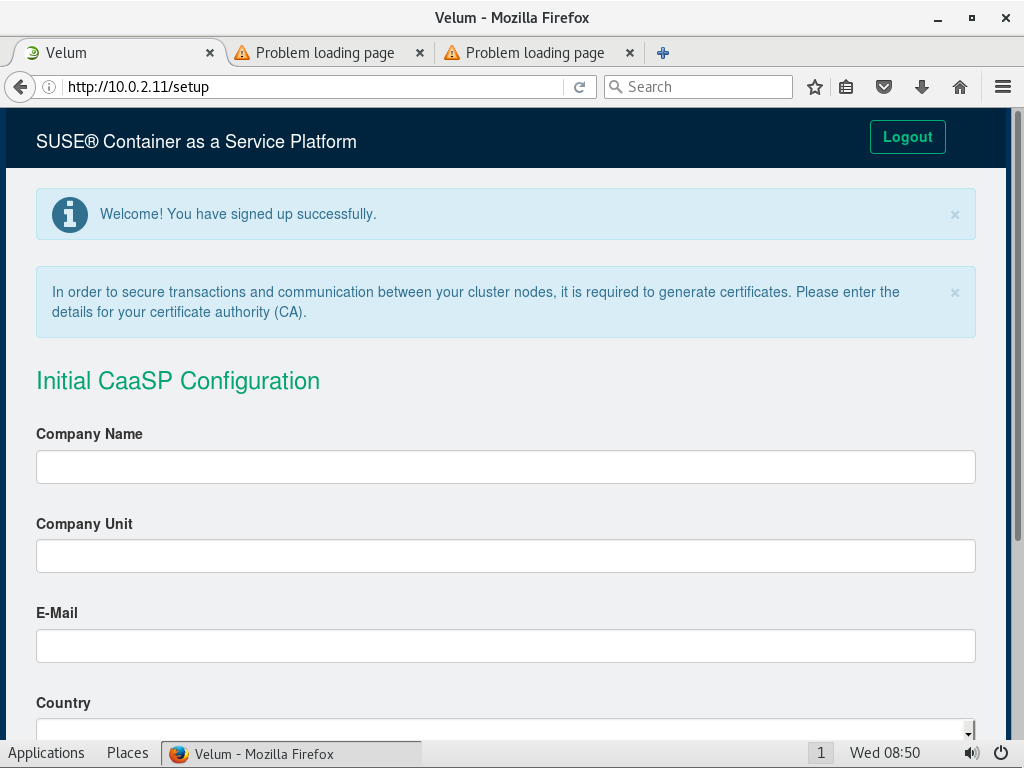 Velum - Mozilla Firefox
Velum
Problem loading page
Problem loading page
http://10.0.2.11/setup
Search
SUSE® Container as a Service Platform
Logout
Welcome! You have signed up successfully.
×
In order to secure transactions and communication between your cluster nodes, it is required to generate certificates. Please enter the
×
details for your certificate authority (CA).
Initial CaaSP Configuration
Company Name
Company Unit
E-Mail
Country
Applications
Places
Velum - Mozilla Firefox
1
Wed 08:50